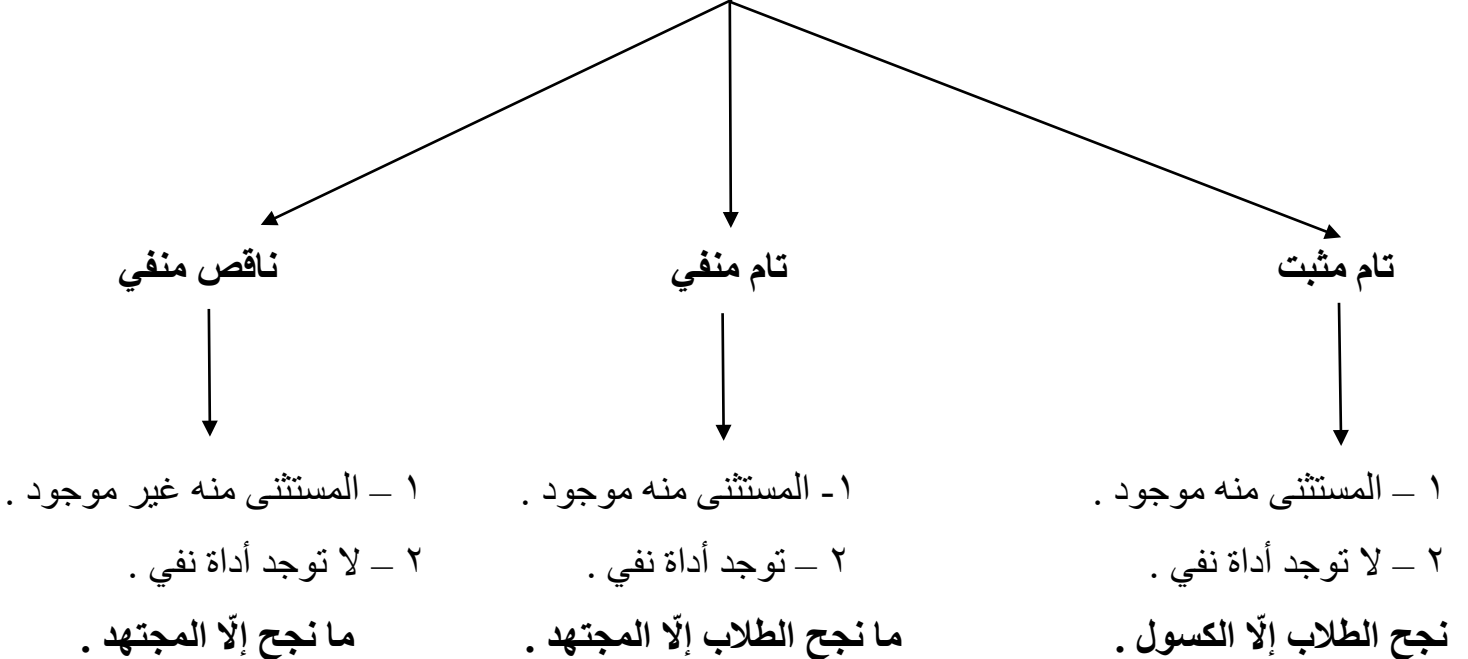 تام مثبت
تام منفي
ناقص منفي
١ – المستثنى منه موجود .
١- المستثنى منه موجود .
١ – المستثنى منه غير موجود .
٢ – لا توجد أداة نفي .
٢ – توجد أداة نفي .
٢ – لا توجد أداة نفي .
نجح الطلاب إلّا الكسول .
ما نجح الطلاب إلّا المجتهد .
ما نجح إلّا المجتهد .